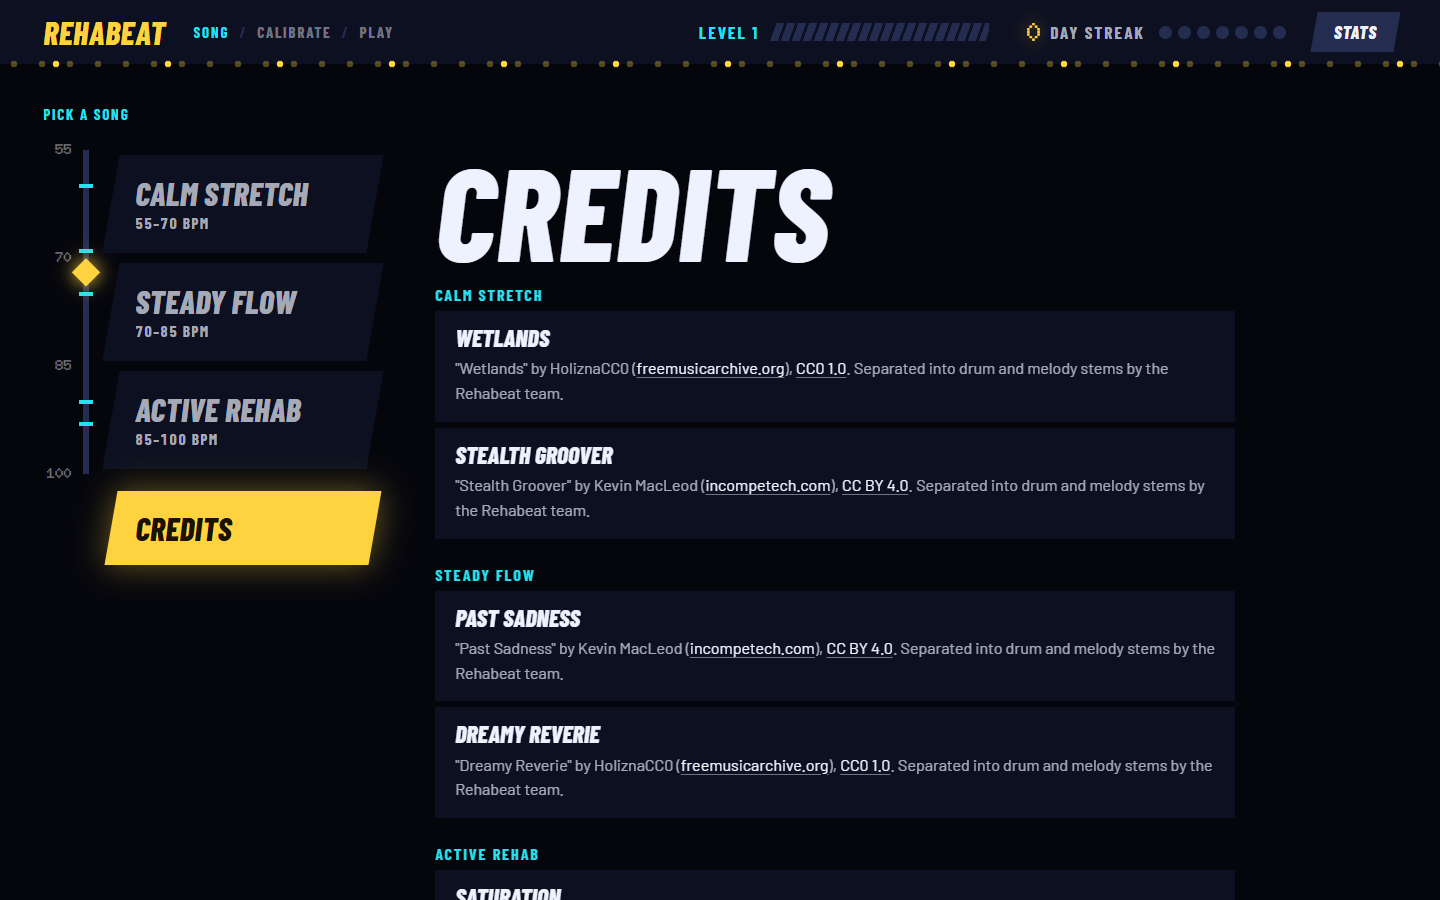 REHABEAT SONG / CALIBRATE / PLAY LEVEL 1 0 DAY STREAK STATS
PICK A SONG
55
CALM STRETCH
55-70 BPM
70
STEADY FLOW
70-85 BPM
85
ACTIVE REHAB
85-100 BPM
100
CREDITS
CREDITS
CALM STRETCH
WETLANDS
"Wetlands" by HoliznaCC0 (freemusicarchive.org), CC0 1.0. Separated into drum and melody stems by the
Rehabeat team.
STEALTH GROOVER
"Stealth Groover" by Kevin MacLeod (incompetech.com), CC BY 4.0. Separated into drum and melody stems by
the Rehabeat team.
STEADY FLOW
PAST SADNESS
"Past Sadness" by Kevin MacLeod (incompetech.com), CC BY 4.0. Separated into drum and melody stems by the
Rehabeat team.
DREAMY REVERIE
"Dreamy Reverie" by HoliznaCC0 (freemusicarchive.org), CC0 1.0. Separated into drum and melody stems by the
Rehabeat team.
ACTIVE REHAB
SATURATION